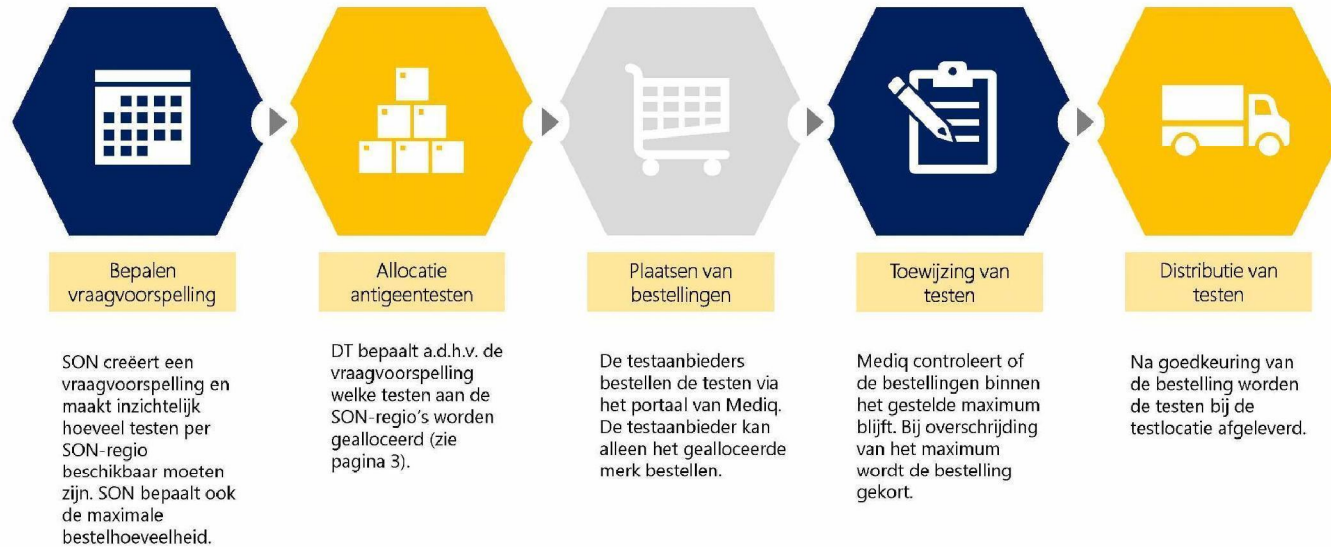 Bepalen
vraagvoorspelling
SON creëert een
vraagvoorspelling en
maakt inzichtelijk
hoeveel testen per
SON-regio
beschikbaar moeten
zijn. SON bepaalt ook
de maximale
bestelhoeveelheid.
Allocatie
antigeentesten
DT bepaalt a.d.h.v. de
vraagvoorspelling
welke testen aan de
SON-regio's worden
gealloceerd (zie
pagina 3).
Plaatsen van
bestellingen
De testaanbieders
bestellen de testen via
het portaal van Mediq.
De testaanbieder kan
alleen het gealloceerde
merk bestellen.
Toewijzing van
testen
Mediq controleert of
de bestellingen binnen
het gestelde maximum
blijft. Bij overschrijding
van het maximum
wordt de bestelling
gekort.
Distributie van
testen
Na goedkeuring van
de bestelling worden
de testen bij de
testlocatie afgeleverd.